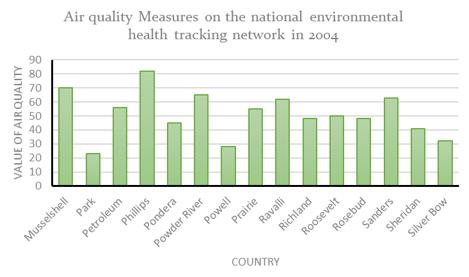 Air quality Measures on the national environmental
health tracking network in 2004
VALUE OF AIR QUALITY
90
80
70
60
50
40
30
20
10
0
Musselshell
Park
Petroleum
Phillips
Pondera
Powder River
Powell
Prairie
Ravalli
Richland
Roosevelt
Rosebud
Sanders
Sheridan
Silver Bow
COUNTRY